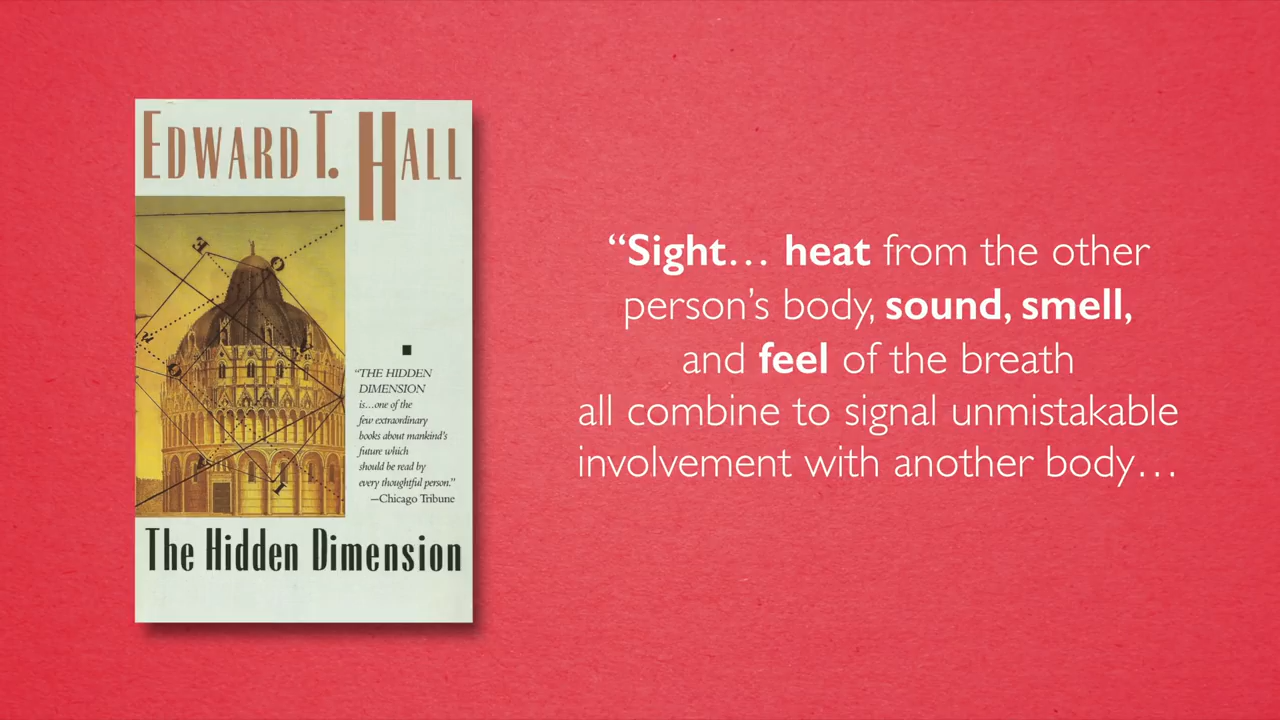 EDWARD T. HALL
"THE HIDDEN
DIMENSION
is...one of the
few extraordinary
books about mankind's
future which
should be read by
every thoughtful person."
—Chicago Tribune
The Hidden Dimension
“Sight… heat from the other
person’s body, sound, smell,
and feel of the breath
all combine to signal unmistakable
involvement with another body…